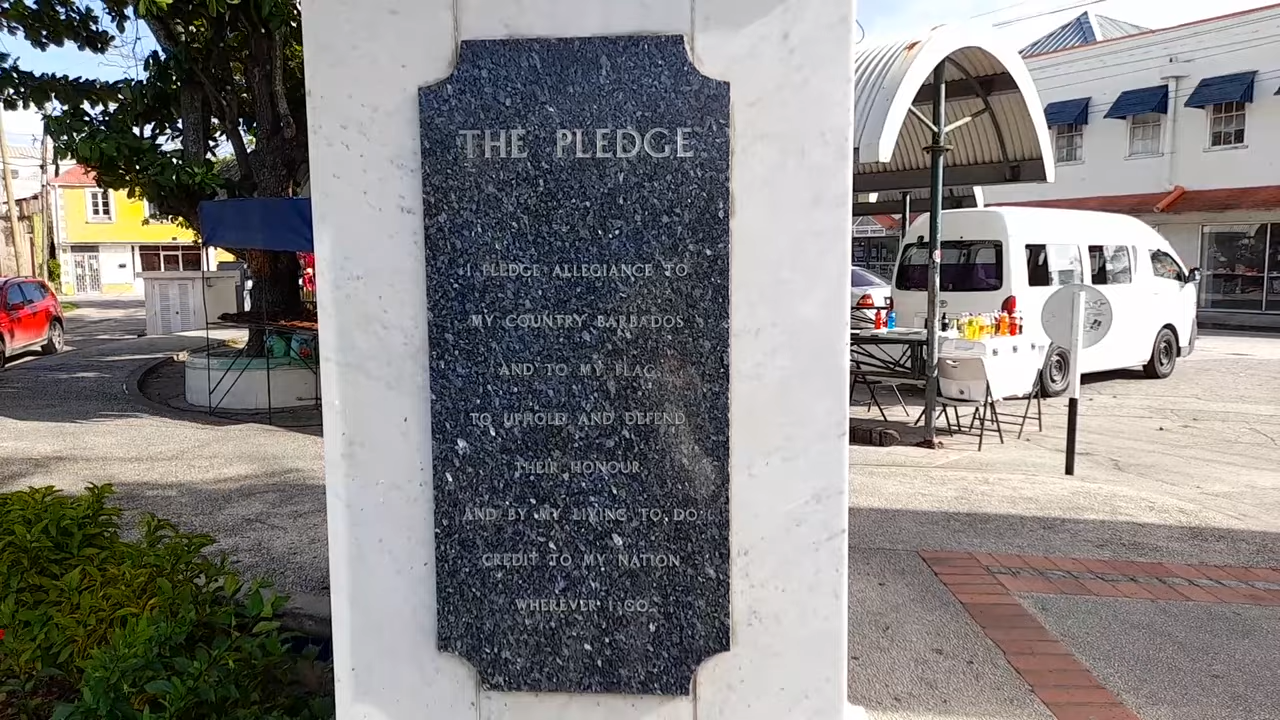 THE PLEDGE
I PLEDGE ALLEGIANCE TO
MY COUNTRY BARBADOS
AND TO MY FLAG,
TO UPHOLD AND DEFEND
THEIR HONOUR
AND BY MY LIVING TO DO
CREDIT TO MY NATION
WHEREVER I GO.